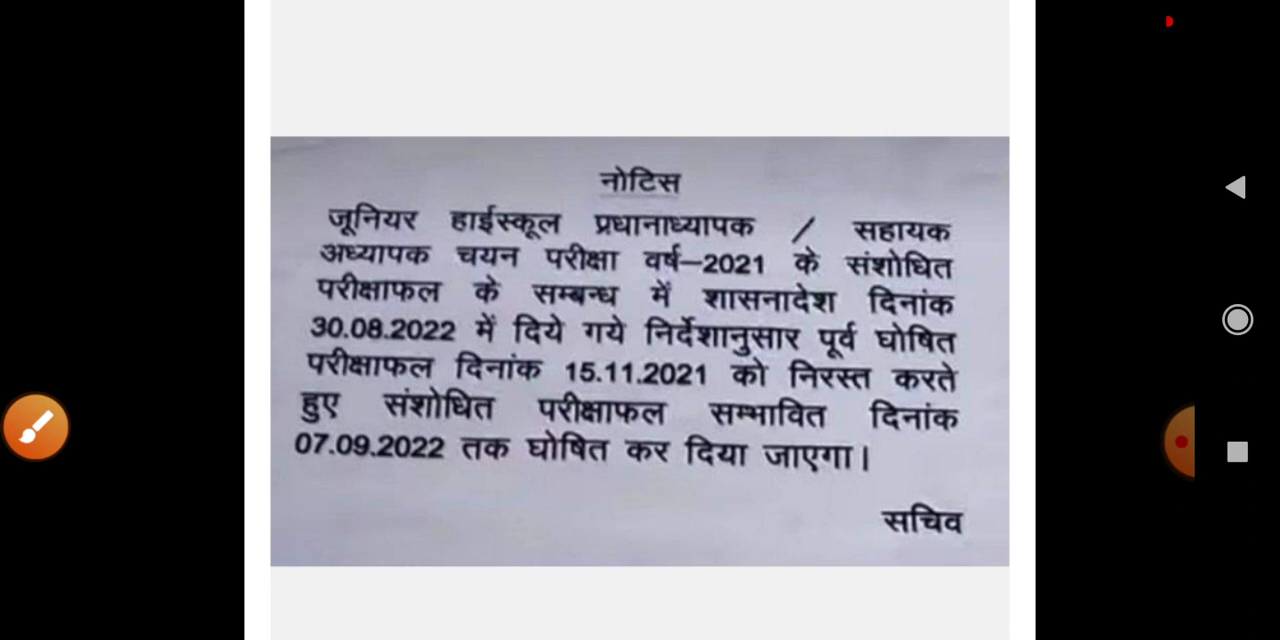 नोटिस
जूनियर हाईस्कूल प्रधानाध्यापक / सहायक
अध्यापक चयन परीक्षा वर्ष–2021 के संशोधित
परीक्षाफल के सम्बन्ध में शासनादेश दिनांक
30.08.2022 में दिये गये निर्देशानुसार पूर्व घोषित
परीक्षाफल दिनांक 15.11.2021 को निरस्त करते
हुए संशोधित परीक्षाफल सम्भावित दिनांक
07.09.2022 तक घोषित कर दिया जाएगा।
सचिव